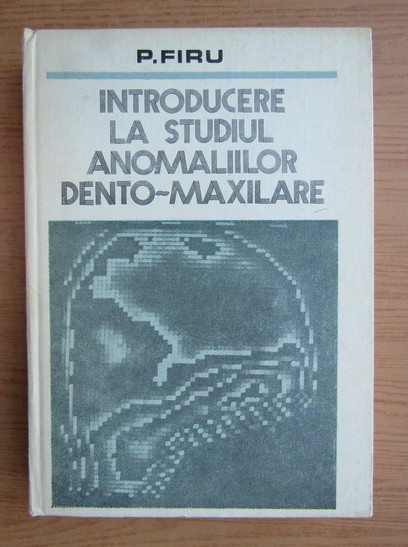 P.FIRU
INTRODUCERE
LA STUDIUL
ANOMALIILOR
DENTO~MAXILARE